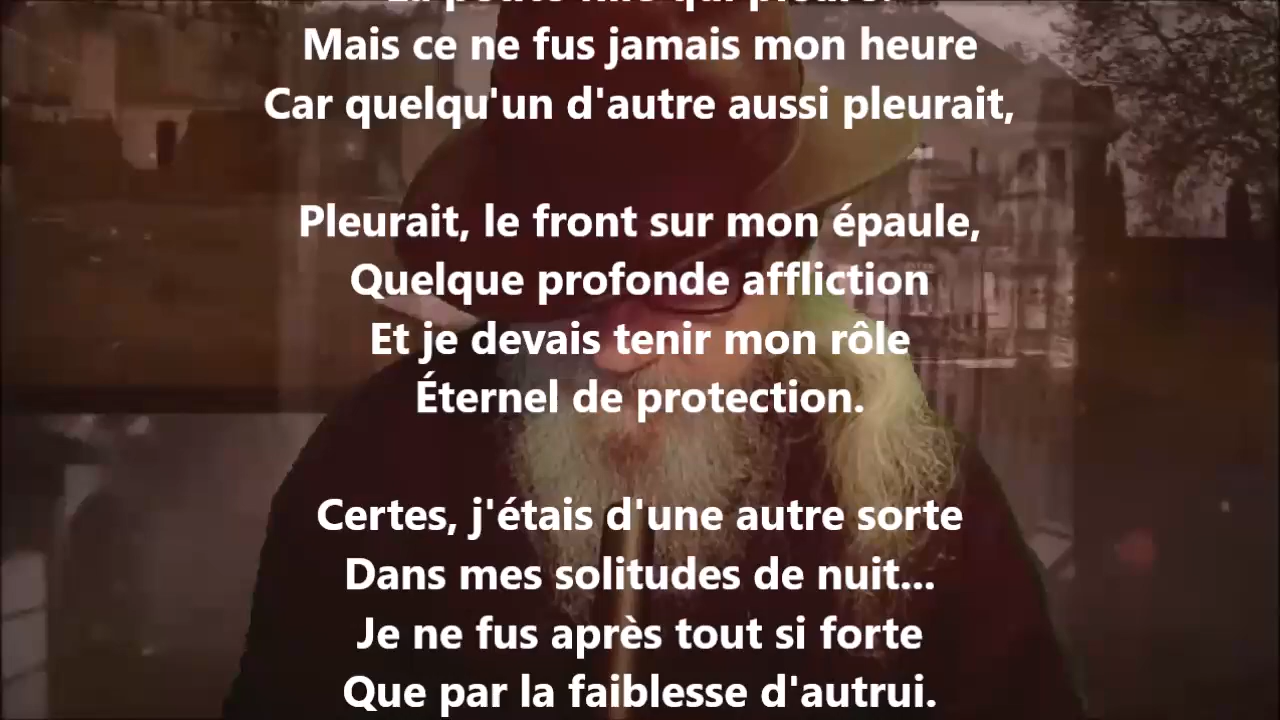 Mais ce ne fus jamais mon heure
Car quelqu'un d'autre aussi pleurait,
Pleurait, le front sur mon épaule,
Quelque profonde affliction
Et je devais tenir mon rôle
Éternel de protection.
Certes, j'étais d'une autre sorte
Dans mes solitudes de nuit...
Je ne fus après tout si forte
Que par la faiblesse d'autrui.